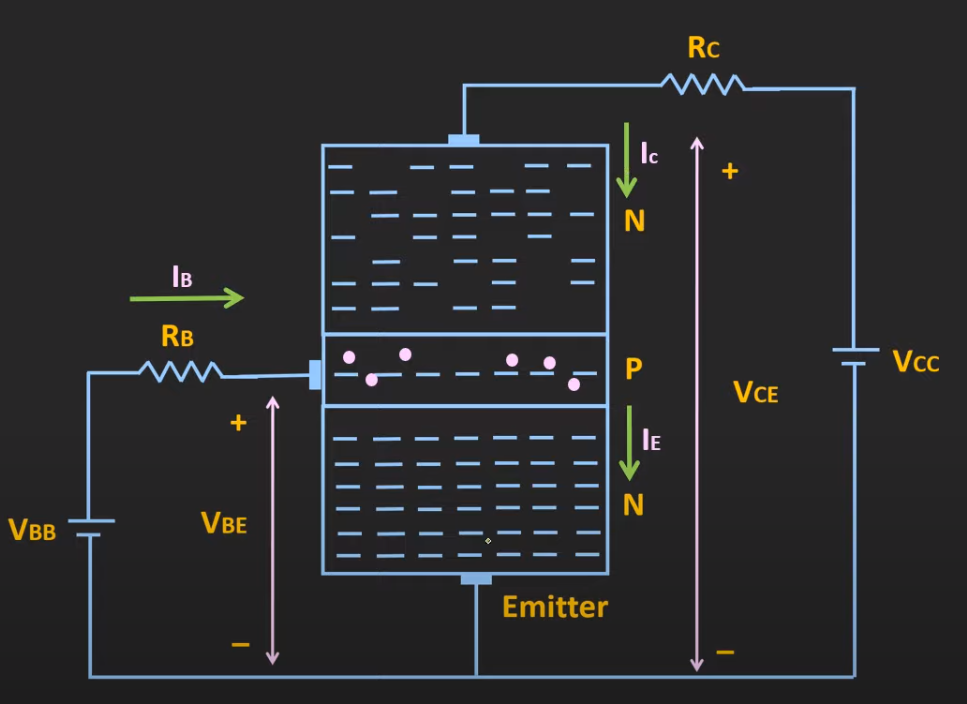 RC
IC
+
N
IB
RB
P
VCC
VCE
+
IE
N
VBE
VBB
Emitter
–
–